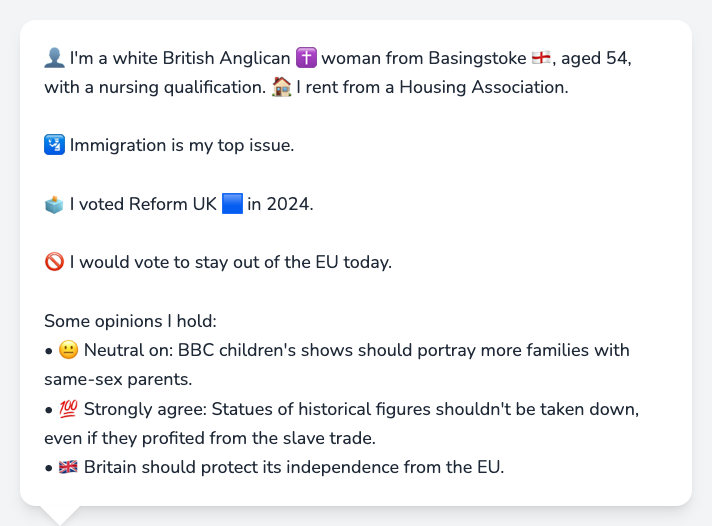 👤 I'm a white British Anglican ✝️ woman from Basingstoke 🏴󠁧󠁢󠁥󠁮󠁧󠁿, aged 54,
with a nursing qualification. 🏠 I rent from a Housing Association.
🛂 Immigration is my top issue.
🗳️ I voted Reform UK 🟦 in 2024.
🚫 I would vote to stay out of the EU today.
Some opinions I hold:
• 😐 Neutral on: BBC children's shows should portray more families with
same-sex parents.
• 💯 Strongly agree: Statues of historical figures shouldn't be taken down,
even if they profited from the slave trade.
• 🇬🇧 Britain should protect its independence from the EU.